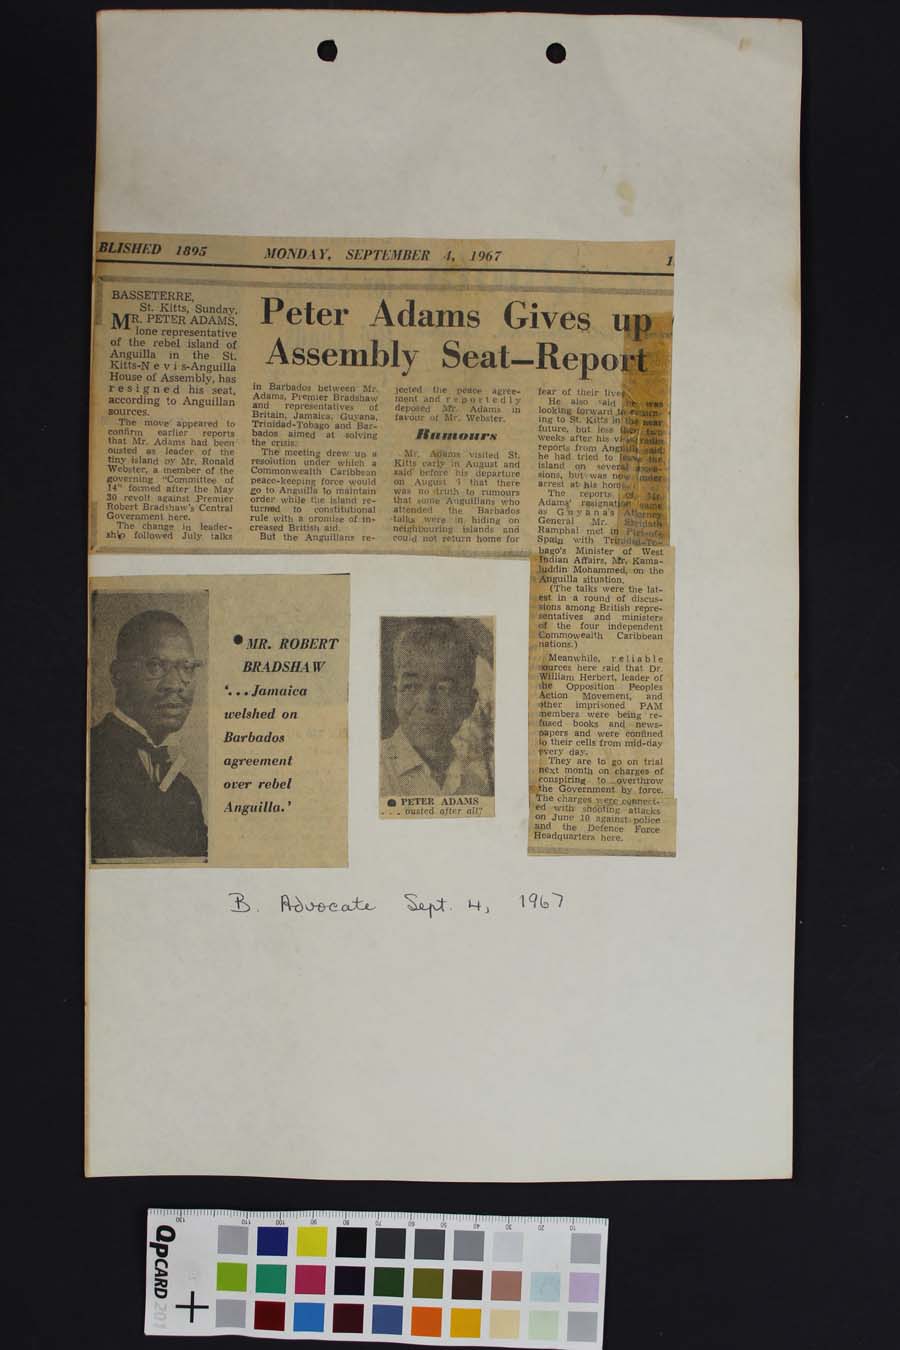 BLISHED 1895 MONDAY, SEPTEMBER 4, 1967
Peter Adams Gives up
Assembly Seat—Report
BASSETERRE,
St. Kitts, Sunday,
MR. PETER ADAMS,
lone representative
of the rebel island of
Anguilla in the St.
Kitts-Nevis-Anguilla
House of Assembly, has
resigned his seat,
according to Anguillan
sources.
The move appeared to
confirm earlier reports
that Mr. Adams had been
ousted as leader of the
tiny island by Mr. Ronald
Webster, a member of the
governing "Committee of
14" formed after the May
30 revolt against Premier
Robert Bradshaw's Central
Government here.
The change in leader-
ship followed July talks
in Barbados between Mr.
Adams, Premier Bradshaw
and representatives of
Britain, Jamaica, Guyana,
Trinidad-Tobago and Bar-
bados aimed at solving
the crisis.
The meeting drew up a
resolution under which a
Commonwealth Caribbean
peace-keeping force would
go to Anguilla to maintain
order while the island re-
turned to constitutional
rule with a promise of in-
creased British aid.
But the Anguillans re-
jected the peace agree-
ment and reportedly
deposed Mr. Adams in
favour of Mr. Webster.
Rumours
Mr. Adams visited St.
Kitts early in August and
said before his departure
on August that there
was no truth to rumours
that some Anguillans who
attended the Barbados
talks were in hiding on
neighbouring islands and
could not return home for
fear of their lives
He also said he was
looking forward to return-
ing to St. Kitts in the near
future, but less than two
weeks after his visit radio
reports from Anguilla said
he had tried to leave the
island on several occa-
sions, but was now under
arrest at his home.
The reports of Mr.
Adams' resignation came
as Guyana's Attorney
General Mr. Shridath
Ramphal met in Port-of-
Spain with Trinidad-To-
bago's Minister of West
Indian Affairs, Mr. Kama-
luddin Mohammed, on the
Anguilla situation.
(The talks were the lat-
est in a round of discus-
sions among British repre-
sentatives and ministers
of the four independent
Commowealth Caribbean
nations.)
Meanwhile, reliable
sources here said that Dr.
William Herbert, leader of
the Opposition Peoples
Action Movement, and
other imprisoned PAM
members were being re-
fused books and news-
papers and were confined
to their cells from mid-day
every day.
They are to go on trial
next month on charges of
conspiring to overthrow
the Government by force.
The charges were connect-
ed with shooting attacks
on June 10 against police
and the Defence Force
Headquarters here.
● MR. ROBERT
BRADSHAW
'...Jamaica
welshed on
Barbados
agreement
over rebel
Anguilla.'
● PETER ADAMS
... ousted after all?
B. Advocate Sept. 4, 1967
QPCARD 201
130 110 100 90 80 70 60 50 40 30 20 10